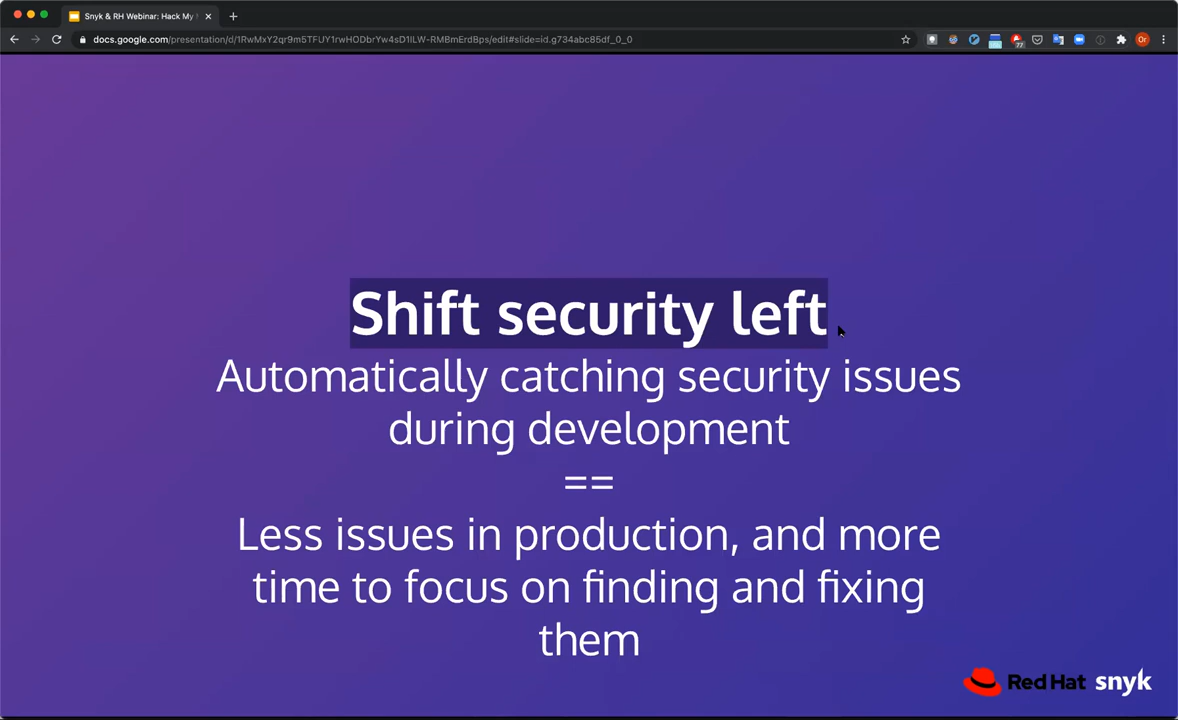 Snyk & RH Webinar: Hack My
docs.google.com/presentation/d/1RwMxY2qr9m5TFUY1rwHODbrYw4sD1ILW-RMBmErdBps/edit#slide=id.g734abc85df_0_0
77
Or
Shift security left
Automatically catching security issues
during development
==
Less issues in production, and more
time to focus on finding and fixing
them
Red Hat snyk